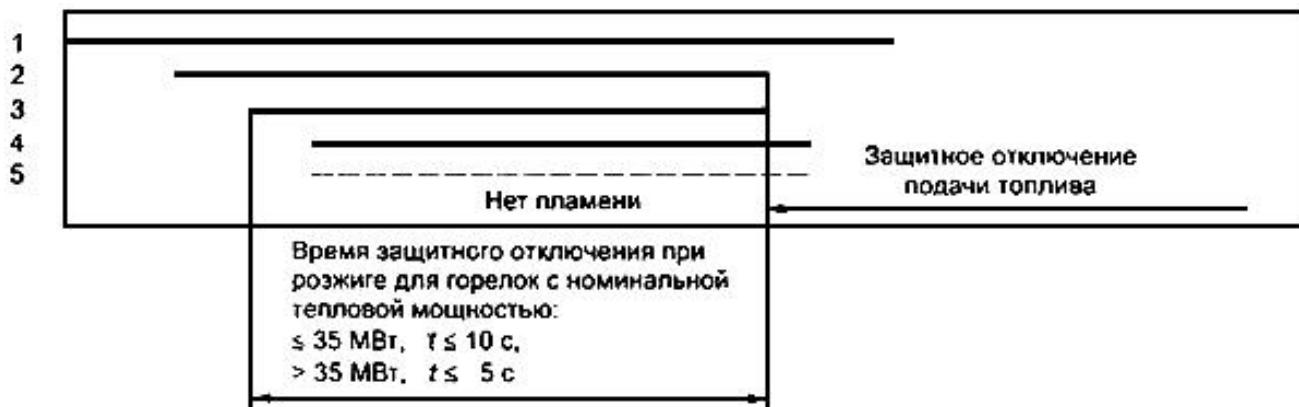 1
2
3
4
5
Защиткое отключение
подачи топлива
Нет пламени
Время защитного отключения при
розжиге для горелок с номинальной
тепловой мощностью:
≤ 35 МВт, t ≤ 10 с,
> 35 МВт, t ≤ 5 с